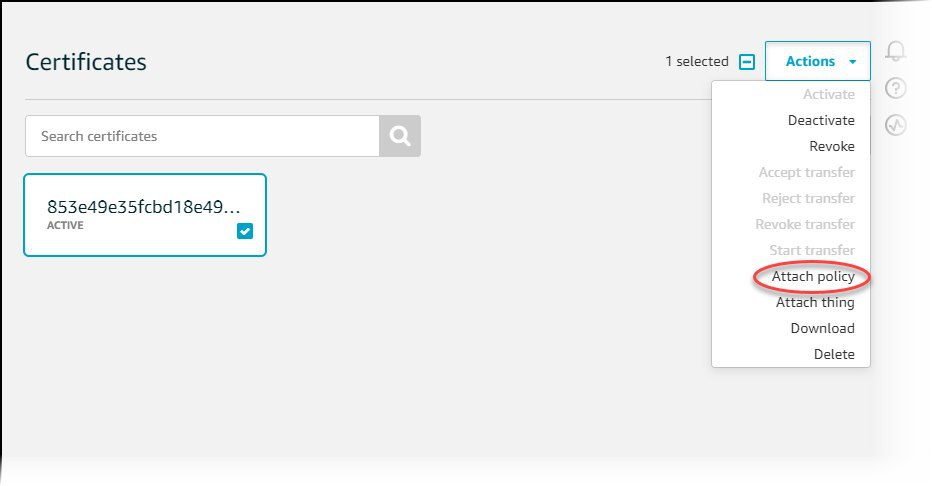 Certificates
1 selected
Actions
Activate
Deactivate
Revoke
Accept transfer
Reject transfer
Revoke transfer
Start transfer
Attach policy
Attach thing
Download
Delete
Search certificates
853e49e35fcbd18e49...
ACTIVE